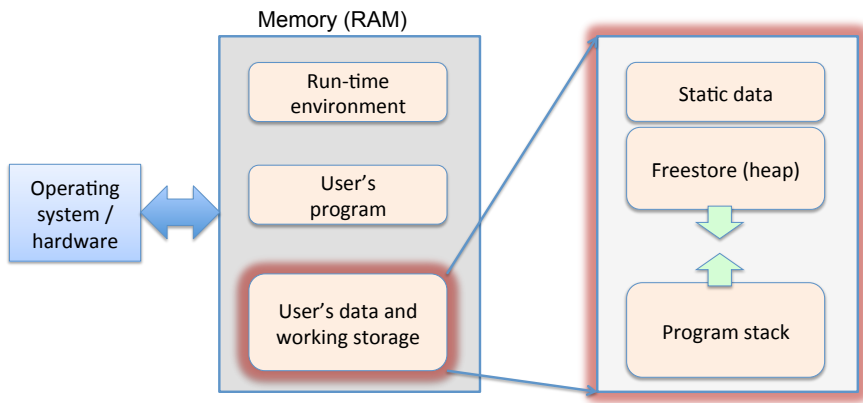 Memory (RAM)
Run-time
environment
User's
program
User's data and
working storage
Operating
system /
hardware
Static data
Freestore (heap)
Program stack